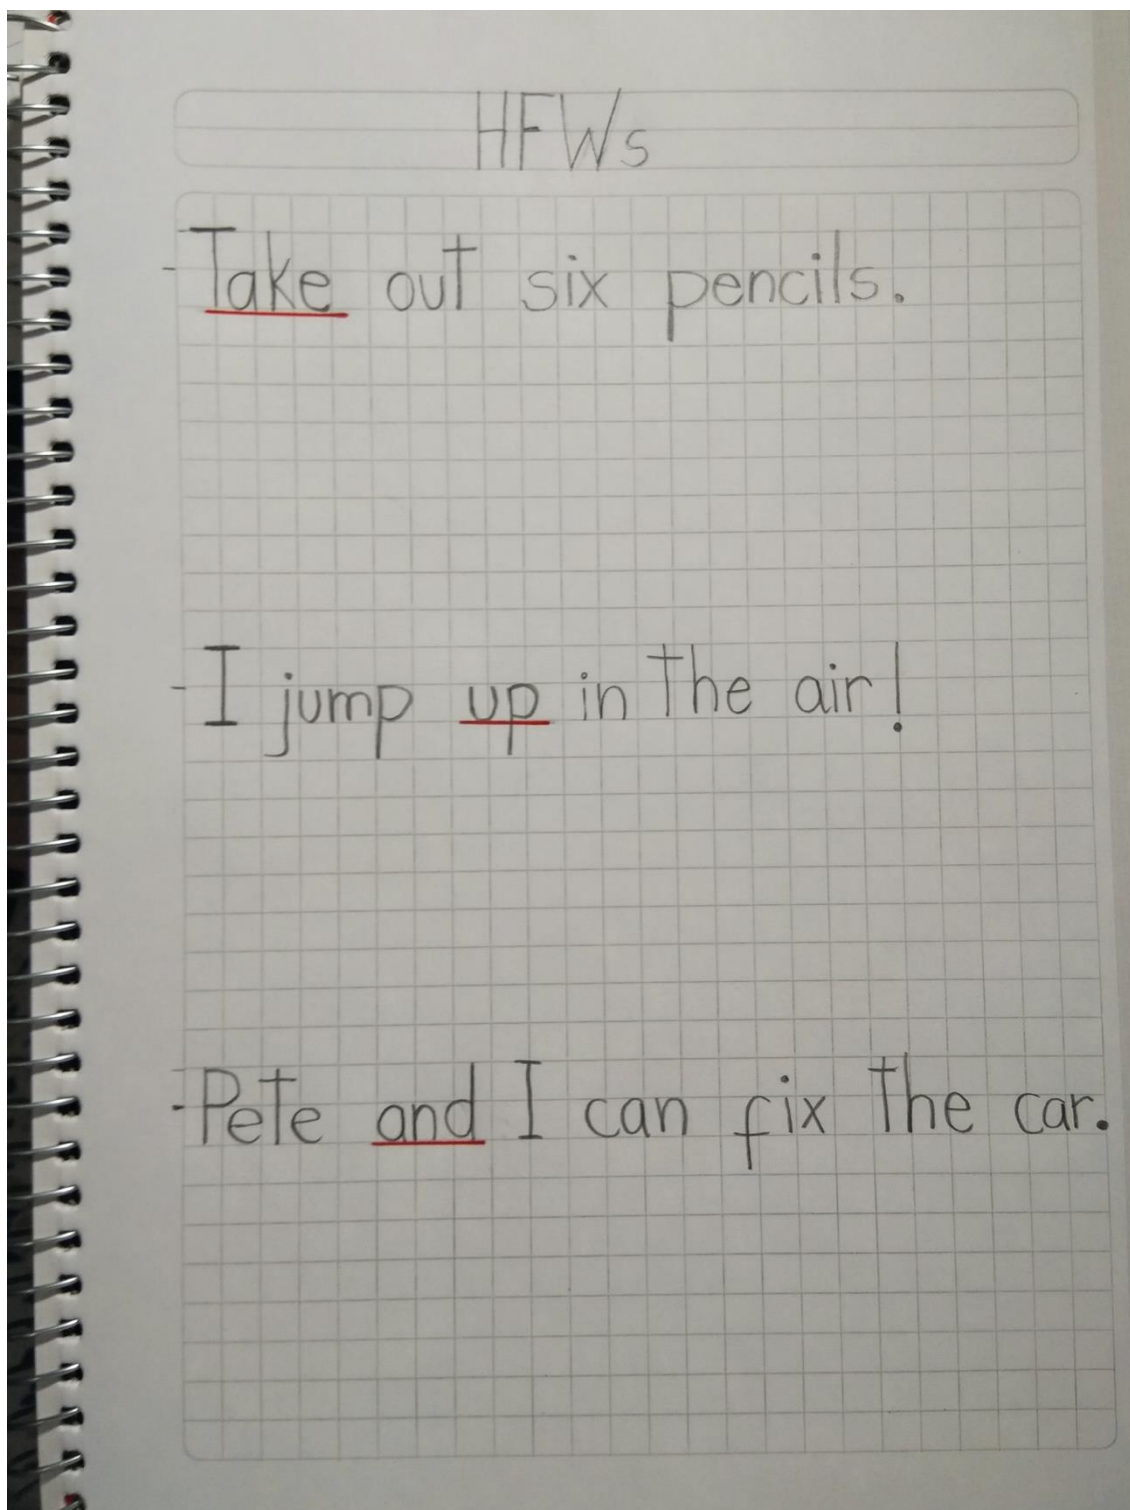 HFWs
- Take out six pencils.
- I jump up in the air!
- Pete and I can fix the car.